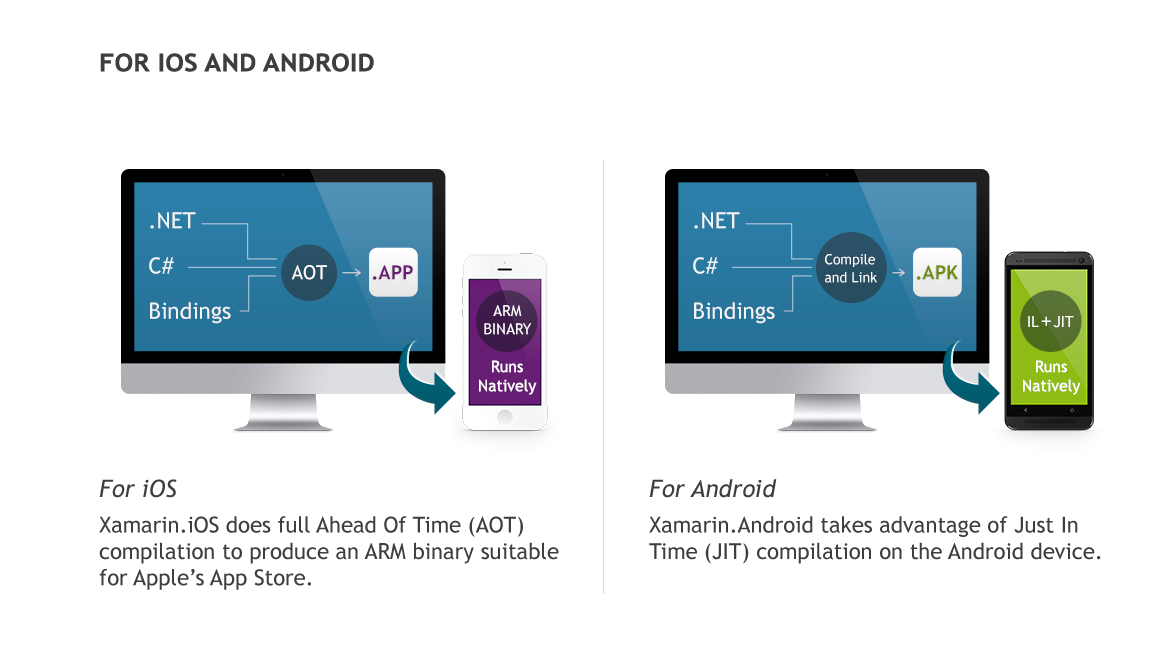 FOR IOS AND ANDROID
.NET
C#
Bindings
AOT
.APP
ARM
BINARY
Runs
Natively
For iOS
Xamarin.iOS does full Ahead Of Time (AOT)
compilation to produce an ARM binary suitable
for Apple's App Store.
.NET
C#
Bindings
Compile
and Link
.APK
IL+JIT
Runs
Natively
For Android
Xamarin.Android takes advantage of Just In
Time (JIT) compilation on the Android device.